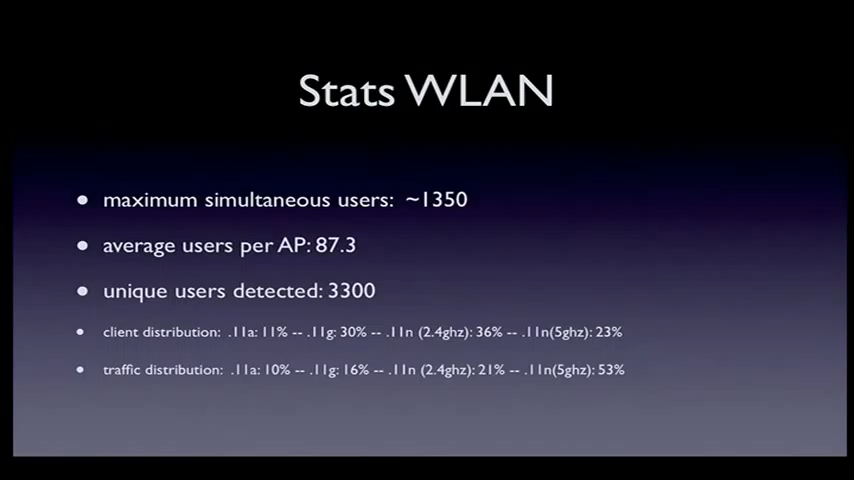 Stats WLAN
• maximum simultaneous users: ~1350
• average users per AP: 87.3
• unique users detected: 3300
• client distribution: .11a: 11% -- .11g: 30% -- .11n (2.4ghz): 36% -- .11n(5ghz): 23%
• traffic distribution: .11a: 10% -- .11g: 16% -- .11n (2.4ghz): 21% -- .11n(5ghz): 53%